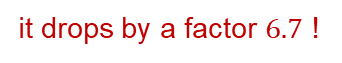 it drops by a factor 6.7 !